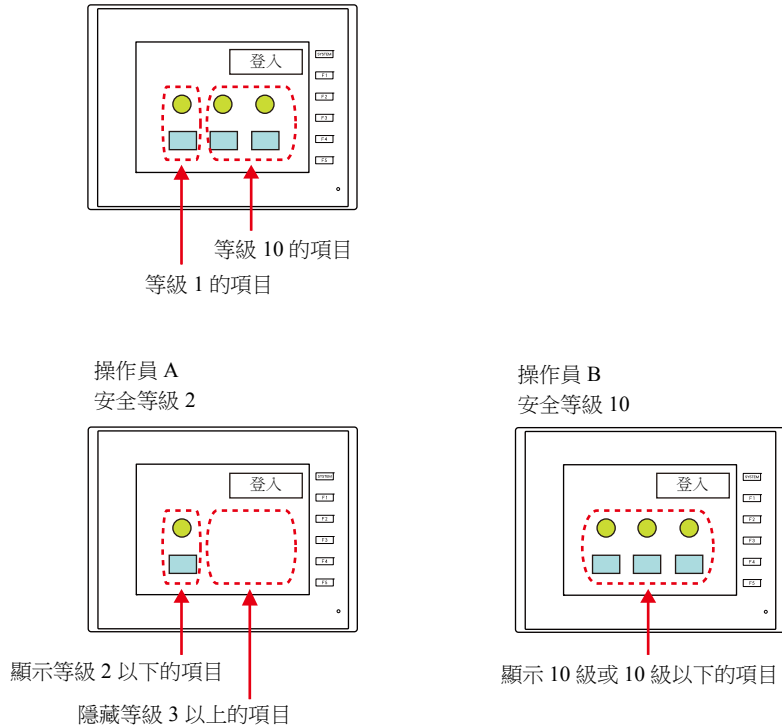 登入
SYSTEM
F1
F2
F3
F4
F5
等級 10 的項目
等級 1 的項目
操作員 A
安全等級 2
登入
SYSTEM
F1
F2
F3
F4
F5
顯示等級 2 以下的項目
隱藏等級 3 以上的項目
操作員 B
安全等級 10
登入
SYSTEM
F1
F2
F3
F4
F5
顯示 10 級或 10 級以下的項目